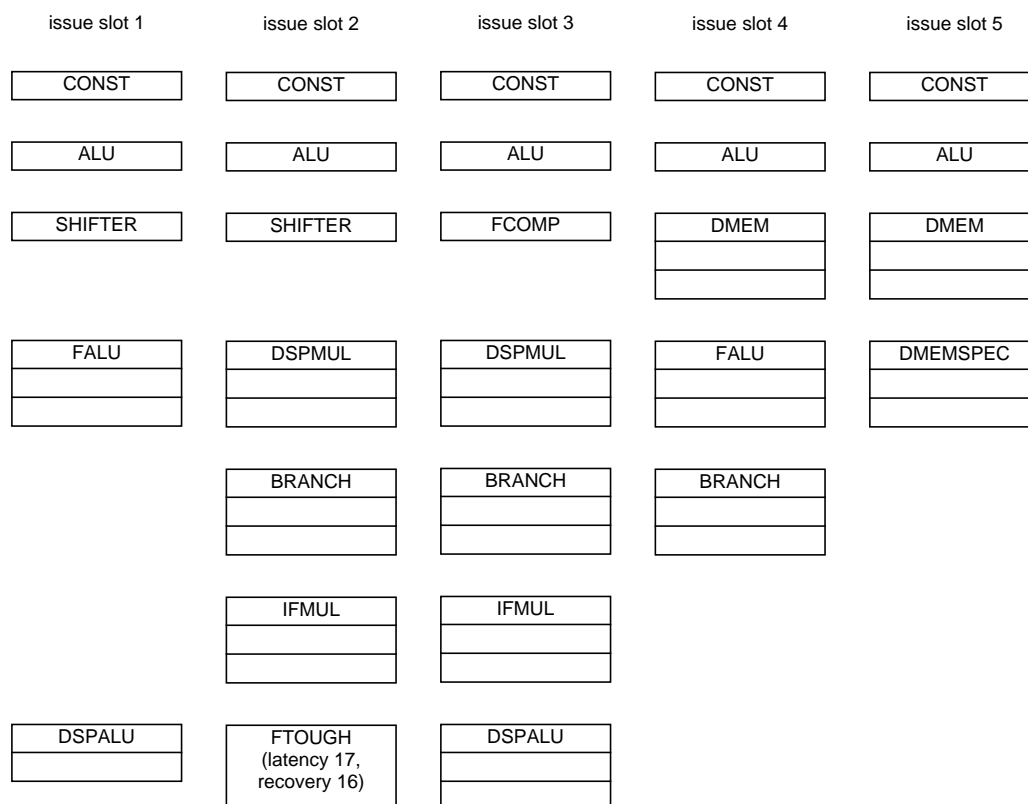 issue slot 1 issue slot 2 issue slot 3 issue slot 4 issue slot 5
CONST CONST CONST CONST CONST
ALU ALU ALU ALU ALU
SHIFTER SHIFTER FCOMP DMEM DMEM
FALU DSPMUL DSPMUL FALU DMEMSPEC
BRANCH BRANCH BRANCH
IFMUL IFMUL
DSPALU FTOUGH DSPALU
(latency 17,
recovery 16)